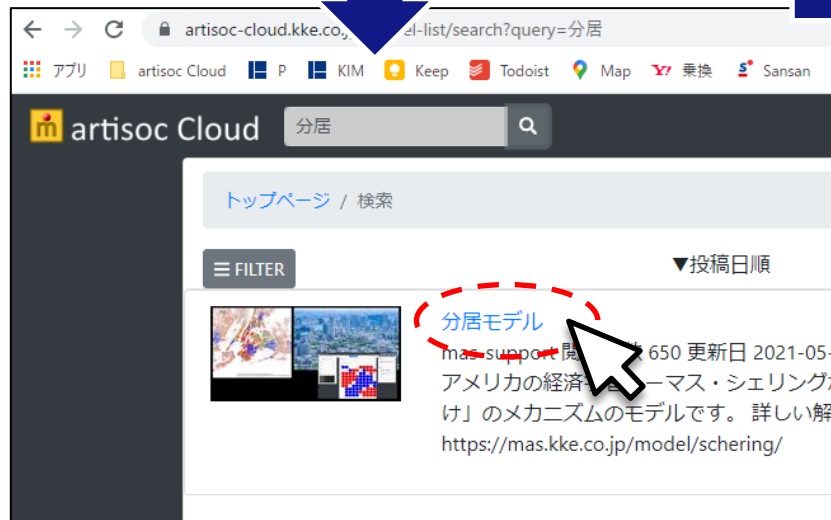 artisoc-cloud.kke.co. el-list/search?query=分居
アプリ artisoc Cloud P KIM Keep Todoist Map Y! 乗換 Sansan
artisoc Cloud 分居
トップページ / 検索
FILTER ▼投稿日順
分居モデル
mas-support 650 更新日 2021-05-
アメリカの経済 ーマス・シェリング
け」のメカニズムのモデルです。 詳しい解
https://mas.kke.co.jp/model/schering/